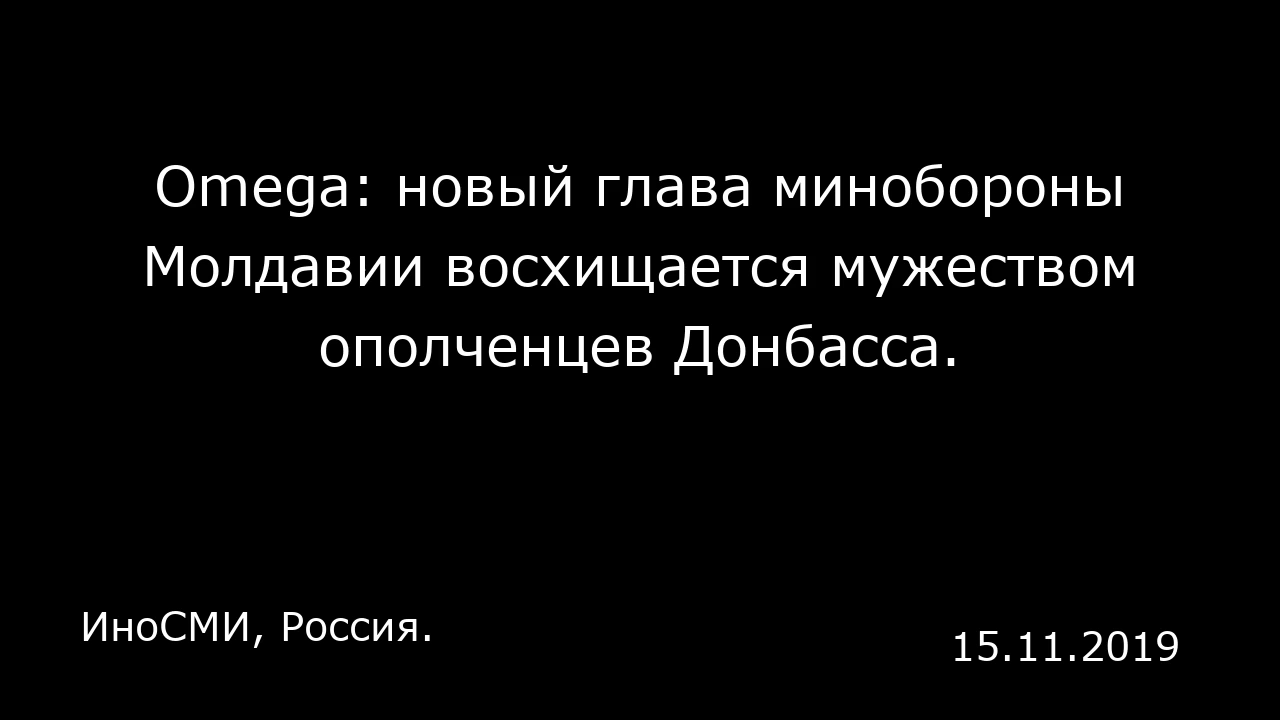 Omega: новый глава минобороны
Молдавии восхищается мужеством
ополченцев Донбасса.
ИноСМИ, Россия.
15.11.2019